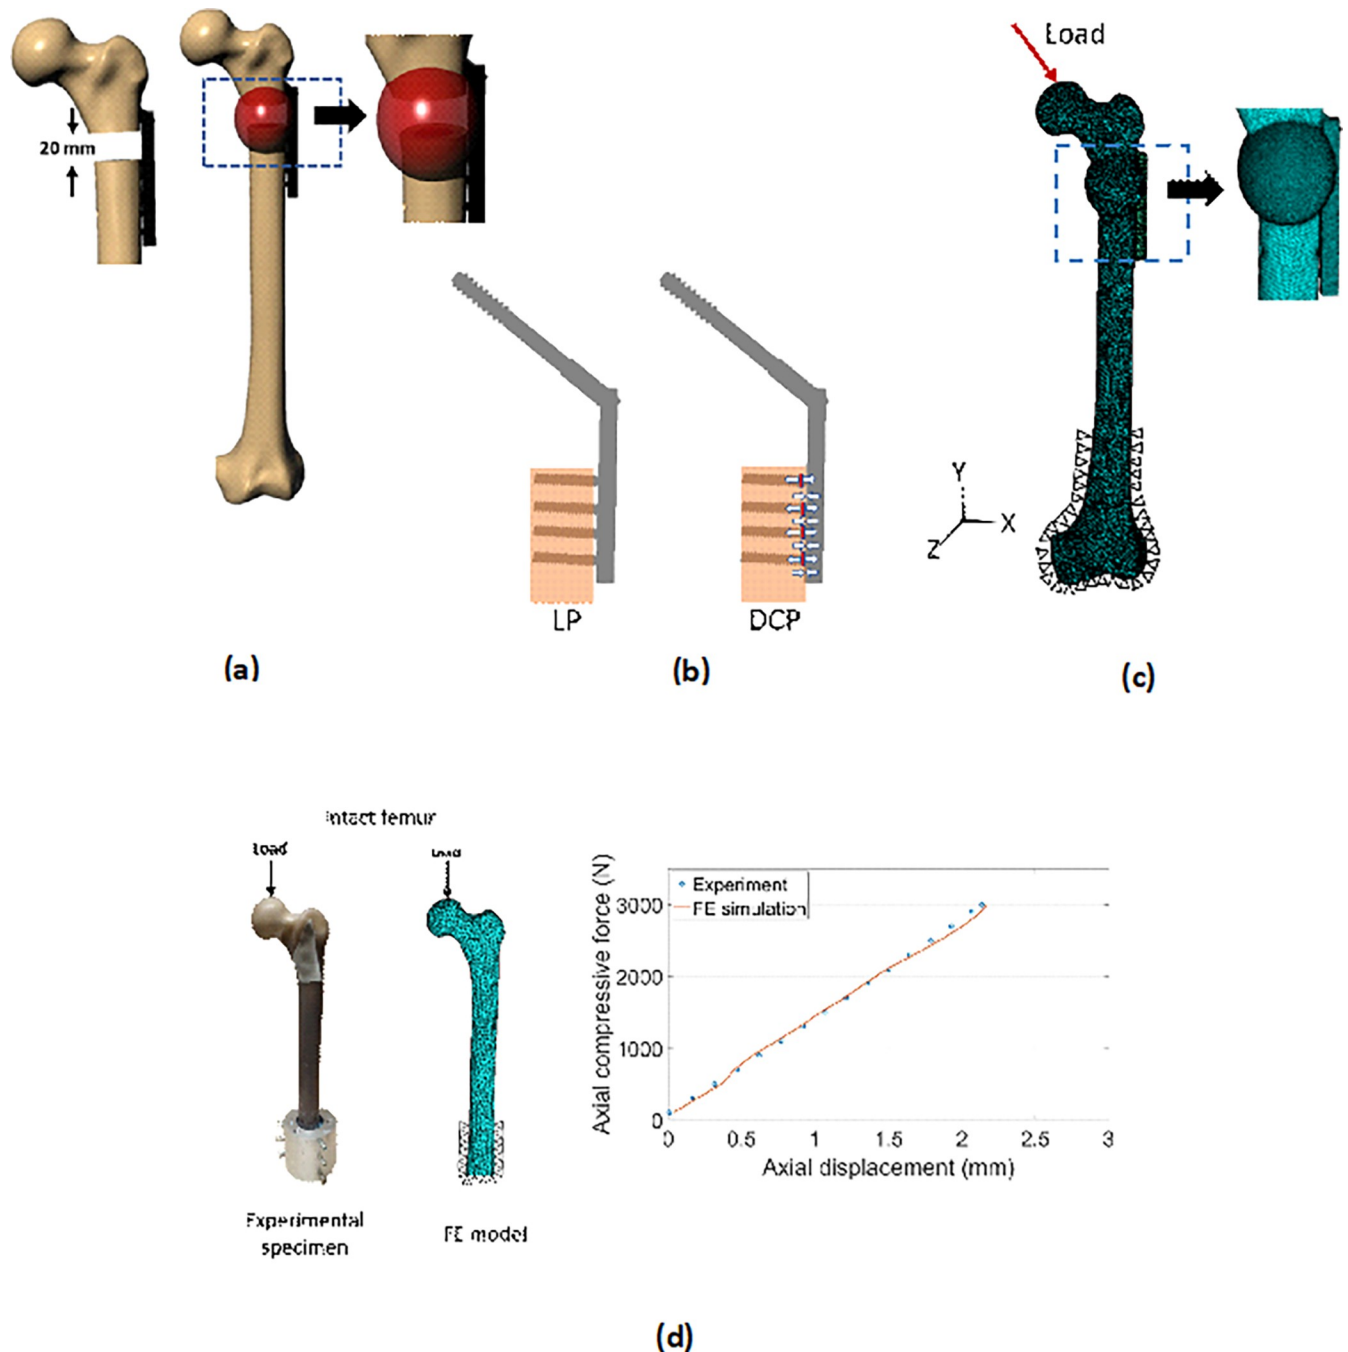 20 mm
(a)
LP
DCP
(b)
Load
Y
X
Z
(c)
Intact femur
Load
Load
Experimental
specimen
FE model
Axial compressive force (N)
3000
2000
1000
0
Experiment
FE simulation
0
0.5
1
1.5
2
2.5
3
Axial displacement (mm)
(d)